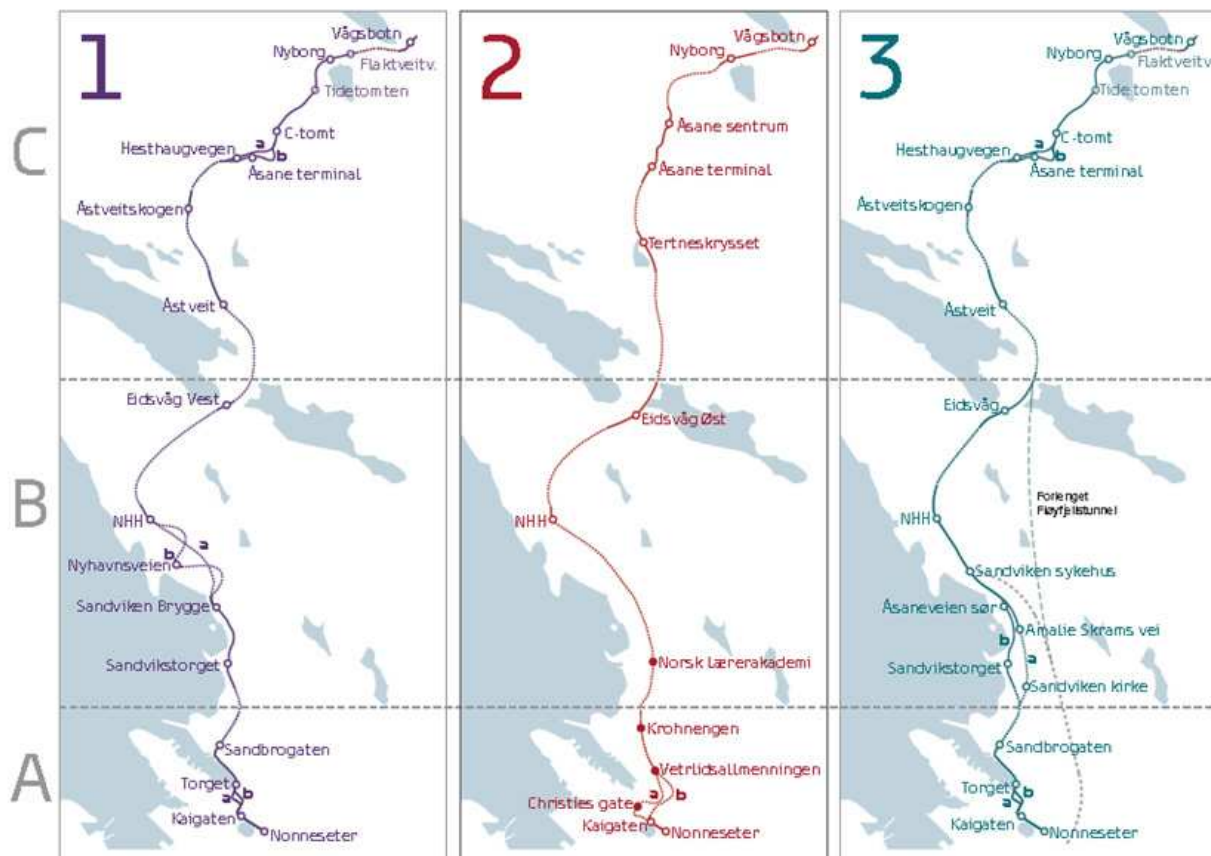 C
B
A
1
Vågsbotn
Nyborg
Flaktveitv.
Tidetomten
C-tomt
a
b
Hesthaugvegen
Åsane terminal
Åstveitskogen
Åstveit
Eidsvåg Vest
NHH
a
b
Nyhavnsveien
Sandviken Brygge
Sandvikstorget
Sandbrogaten
Torget
a
b
Kaigaten
Nonneseter
2
Vågsbotn
Nyborg
Åsane sentrum
Åsane terminal
Tertneskrysset
Eidsvåg Øst
NHH
Norsk Lærerakademi
Krohnengen
Vetrlidsallmenningen
a
b
Christies gate
Kaigaten
Nonneseter
3
Vågsbotn
Nyborg
Flaktveitv.
Tidetomten
C-tomt
a
b
Hesthaugvegen
Åsane terminal
Åstveitskogen
Åstveit
Eidsvåg
Forlenget
Fløyfjellstunnel
NHH
Sandviken sykehus
Åsaneveien sør
Amalie Skrams vei
b
a
Sandvikstorget
Sandviken kirke
Sandbrogaten
Torget
b
a
Kaigaten
Nonneseter